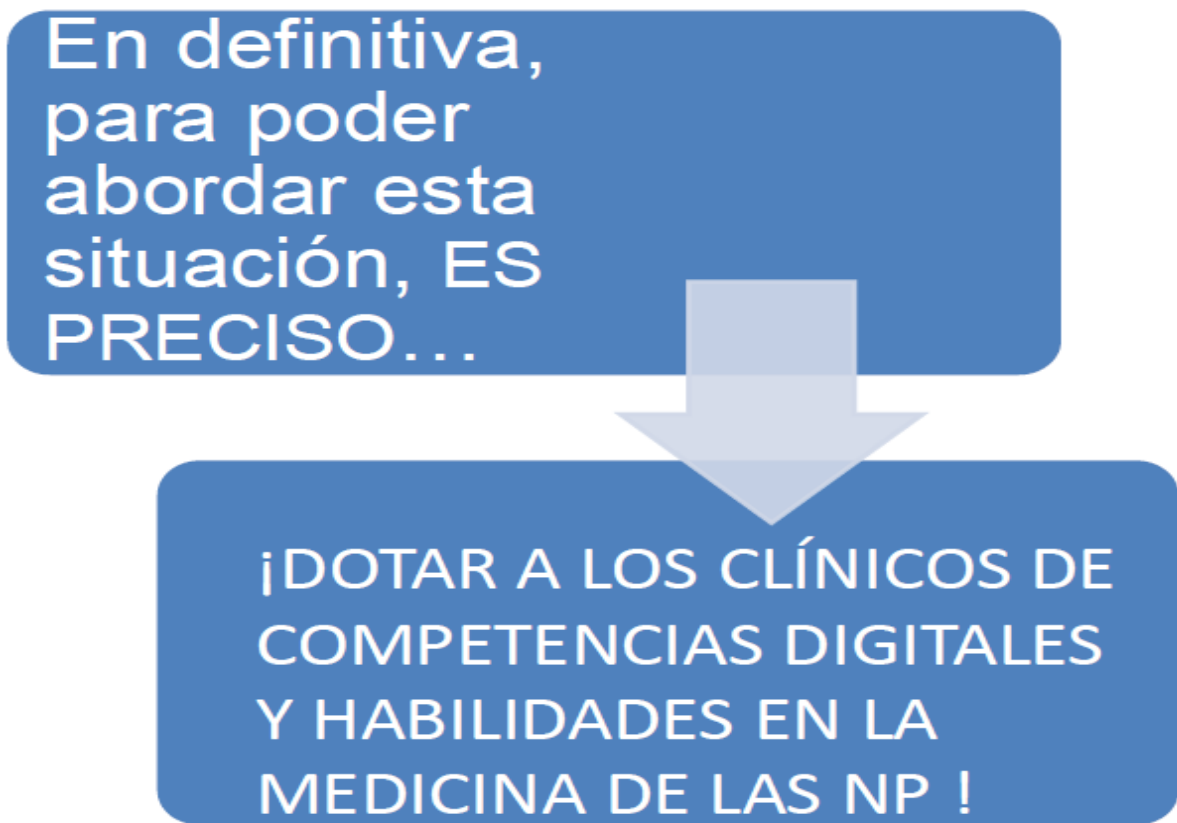 En definitiva,
para poder
abordar esta
situación, ES
PRECISO…
¡DOTAR A LOS CLÍNICOS DE
COMPETENCIAS DIGITALES
Y HABILIDADES EN LA
MEDICINA DE LAS NP !